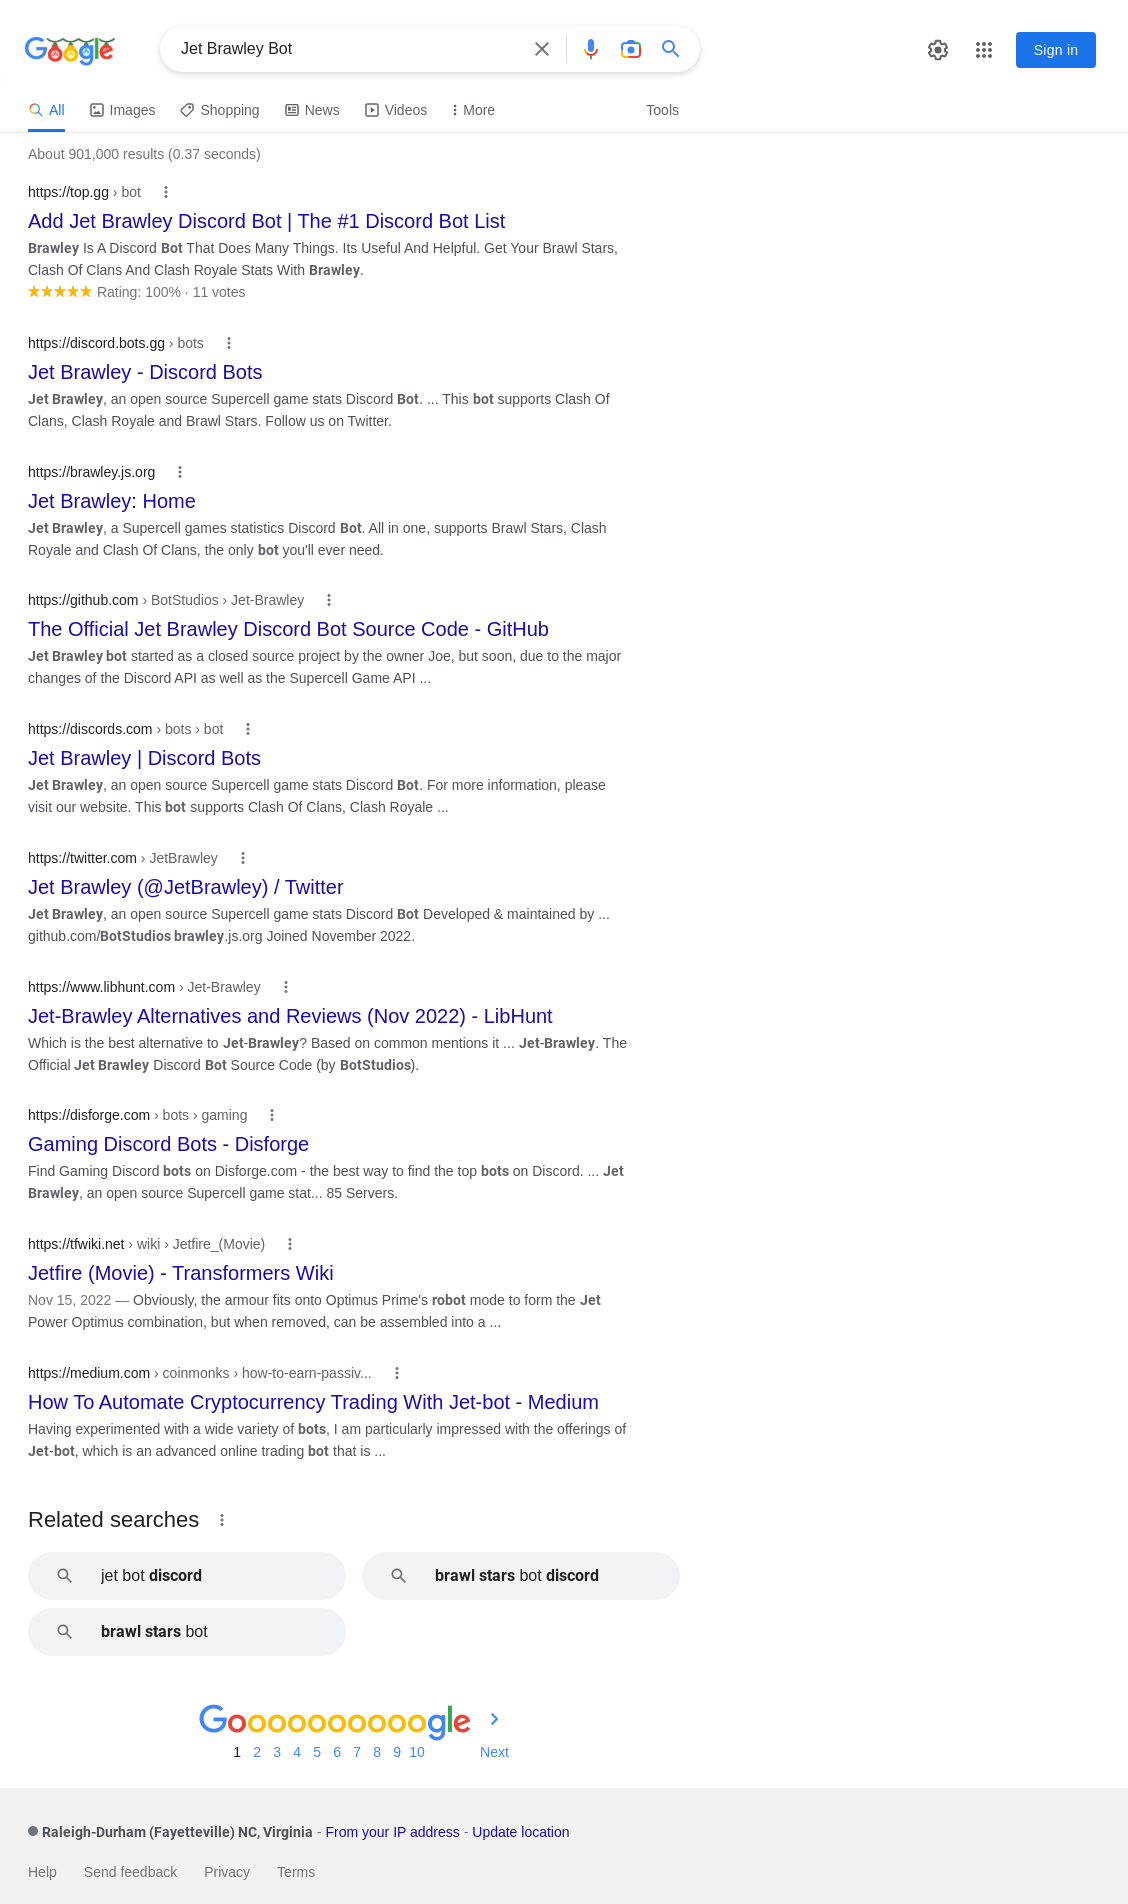 Google
Jet Brawley Bot
Sign in
All Images Shopping News Videos More Tools
About 901,000 results (0.37 seconds)
https://top.gg › bot
Add Jet Brawley Discord Bot | The #1 Discord Bot List
Brawley Is A Discord Bot That Does Many Things. Its Useful And Helpful. Get Your Brawl Stars,
Clash Of Clans And Clash Royale Stats With Brawley.
Rating: 100% · 11 votes
https://discord.bots.gg › bots
Jet Brawley - Discord Bots
Jet Brawley, an open source Supercell game stats Discord Bot. ... This bot supports Clash Of
Clans, Clash Royale and Brawl Stars. Follow us on Twitter.
https://brawley.js.org
Jet Brawley: Home
Jet Brawley, a Supercell games statistics Discord Bot. All in one, supports Brawl Stars, Clash
Royale and Clash Of Clans, the only bot you'll ever need.
https://github.com › BotStudios › Jet-Brawley
The Official Jet Brawley Discord Bot Source Code - GitHub
Jet Brawley bot started as a closed source project by the owner Joe, but soon, due to the major
changes of the Discord API as well as the Supercell Game API ...
https://discords.com › bots › bot
Jet Brawley | Discord Bots
Jet Brawley, an open source Supercell game stats Discord Bot. For more information, please
visit our website. This bot supports Clash Of Clans, Clash Royale ...
https://twitter.com › JetBrawley
Jet Brawley (@JetBrawley) / Twitter
Jet Brawley, an open source Supercell game stats Discord Bot Developed & maintained by ...
github.com/BotStudios brawley.js.org Joined November 2022.
https://www.libhunt.com › Jet-Brawley
Jet-Brawley Alternatives and Reviews (Nov 2022) - LibHunt
Which is the best alternative to Jet-Brawley? Based on common mentions it ... Jet-Brawley. The
Official Jet Brawley Discord Bot Source Code (by BotStudios).
https://disforge.com › bots › gaming
Gaming Discord Bots - Disforge
Find Gaming Discord bots on Disforge.com - the best way to find the top bots on Discord. ... Jet
Brawley, an open source Supercell game stat... 85 Servers.
https://tfwiki.net › wiki › Jetfire_(Movie)
Jetfire (Movie) - Transformers Wiki
Nov 15, 2022 — Obviously, the armour fits onto Optimus Prime's robot mode to form the Jet
Power Optimus combination, but when removed, can be assembled into a ...
https://medium.com › coinmonks › how-to-earn-passiv...
How To Automate Cryptocurrency Trading With Jet-bot - Medium
Having experimented with a wide variety of bots, I am particularly impressed with the offerings of
Jet-bot, which is an advanced online trading bot that is ...
Related searches
jet bot discord
brawl stars bot discord
brawl stars bot
Goooooooooogle
1 2 3 4 5 6 7 8 9 10 Next
Raleigh-Durham (Fayetteville) NC, Virginia - From your IP address - Update location
Help Send feedback Privacy Terms